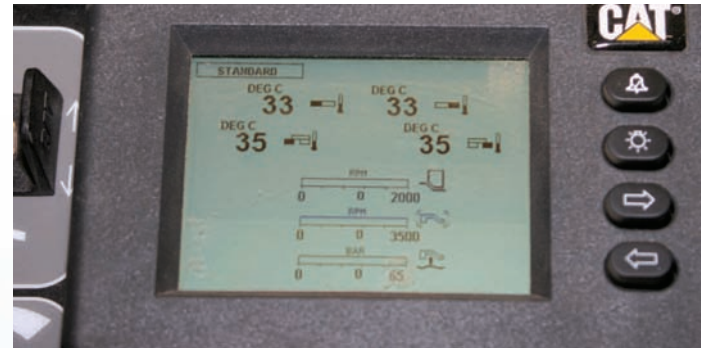 CAT
STANDARD
DEG C DEG C
33 33
DEG C DEG C
35 35
RPM
0 0 2000
RPM
0 0 3500
BAR
0 0 65